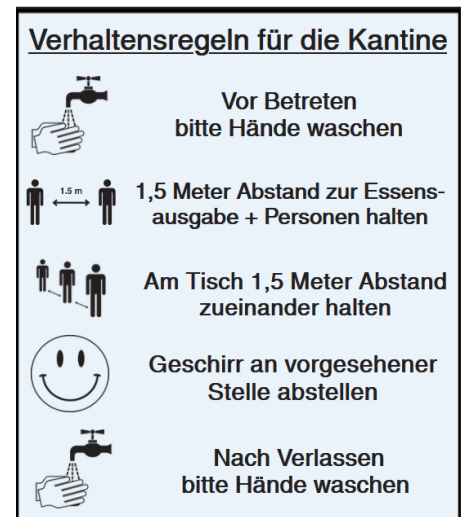 Verhaltensregeln für die Kantine
Vor Betreten
bitte Hände waschen
1.5 m
1,5 Meter Abstand zur Essens-
ausgabe + Personen halten
Am Tisch 1,5 Meter Abstand
zueinander halten
Geschirr an vorgesehener
Stelle abstellen
Nach Verlassen
bitte Hände waschen